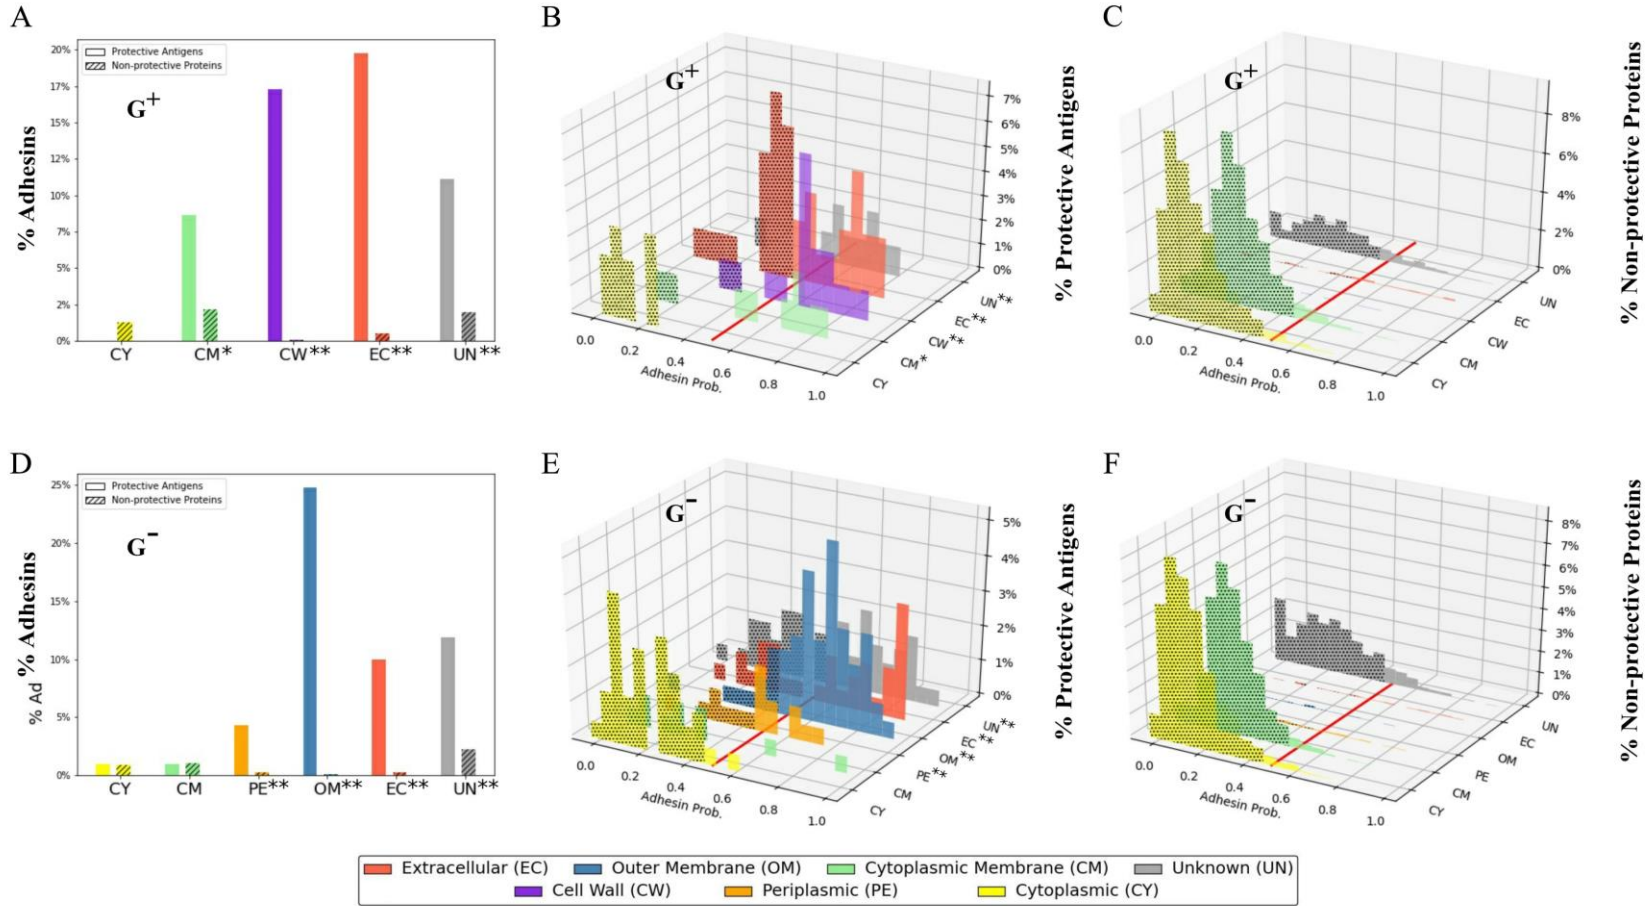 A
20%
17%
15%
12%
10%
7%
5%
2%
0%
% Adhesins
Protective Antigens
Non-protective Proteins
G+
CY CM* CW** EC** UN**
B
G+
7%
6%
5%
4%
3%
2%
1%
0%
% Protective Antigens
0.0 0.2 0.4 0.6 0.8 1.0
Adhesin Prob.
UN**
EC**
CW**
CM*
CY
C
G+
8%
6%
4%
2%
0%
% Non-protective Proteins
0.0 0.2 0.4 0.6 0.8 1.0
Adhesin Prob.
UN
EC
CW
CM
CY
D
25%
20%
15%
10%
5%
0%
% Adhesins
% Ad
Protective Antigens
Non-protective Proteins
G-
CY CM PE** OM** EC** UN**
E
G-
5%
4%
3%
2%
1%
0%
% Protective Antigens
0.0 0.2 0.4 0.6 0.8 1.0
Adhesin Prob.
UN**
EC**
OM**
PE**
CM
CY
F
G-
8%
7%
6%
5%
4%
3%
2%
1%
0%
% Non-protective Proteins
0.0 0.2 0.4 0.6 0.8 1.0
Adhesin Prob.
UN
EC
OM
PE
CM
CY
Extracellular (EC) Outer Membrane (OM) Cytoplasmic Membrane (CM) Unknown (UN)
Cell Wall (CW) Periplasmic (PE) Cytoplasmic (CY)